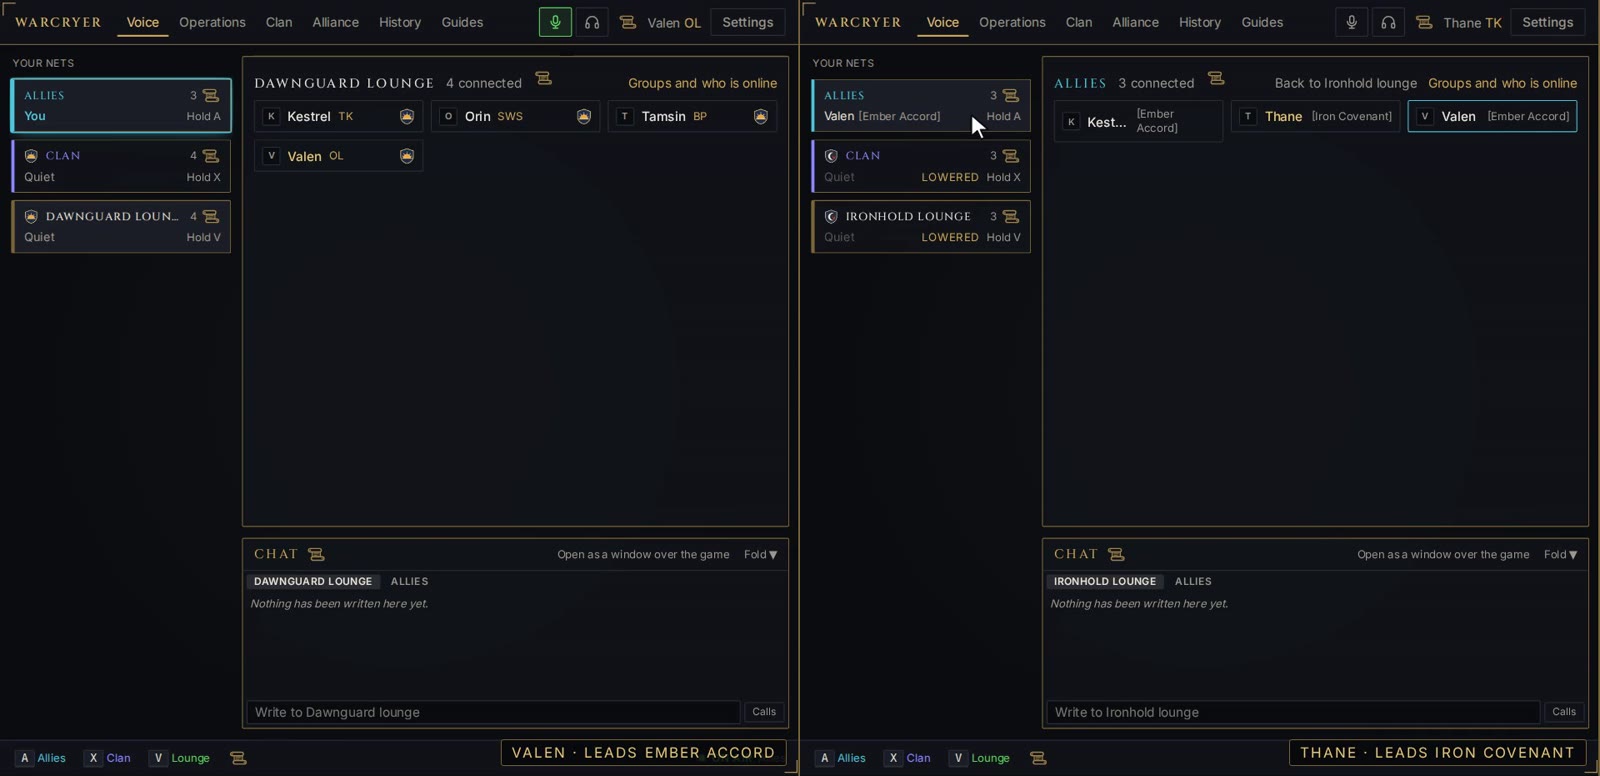 WARCRYER Voice Operations Clan Alliance History Guides Valen OL Settings
YOUR NETS
ALLIES 3
You Hold A
CLAN 4
Quiet Hold X
DAWNGUARD LOUN... 4
Quiet Hold V
DAWNGUARD LOUNGE 4 connected Groups and who is online
K Kestrel TK O Orin SWS T Tamsin BP
V Valen OL
CHAT Open as a window over the game Fold ▼
DAWNGUARD LOUNGE ALLIES
Nothing has been written here yet.
Write to Dawnguard lounge Calls
A Allies X Clan V Lounge
VALEN · LEADS EMBER ACCORD
WARCRYER Voice Operations Clan Alliance History Guides Thane TK Settings
YOUR NETS
ALLIES 3
Valen [Ember Accord] Hold A
CLAN 3
Quiet LOWERED Hold X
IRONHOLD LOUNGE 3
Quiet LOWERED Hold V
ALLIES 3 connected Back to Ironhold lounge Groups and who is online
K Kest... [Ember Accord] T Thane [Iron Covenant] V Valen [Ember Accord]
CHAT Open as a window over the game Fold ▼
IRONHOLD LOUNGE ALLIES
Nothing has been written here yet.
Write to Ironhold lounge Calls
A Allies X Clan V Lounge
THANE · LEADS IRON COVENANT